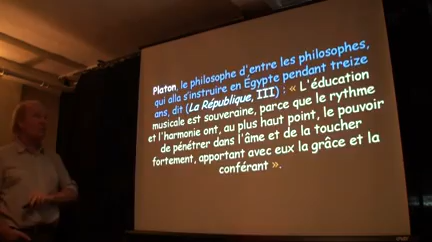 Platon, le philosophe d'entre les philosophes,
qui alla s'instruire en Égypte pendant treize
ans, dit (La République, III) : « L'éducation
musicale est souveraine, parce que le rythme
et l'harmonie ont, au plus haut point, le pouvoir
de pénétrer dans l'âme et de la toucher
fortement, apportant avec eux la grâce et la
conférant ».